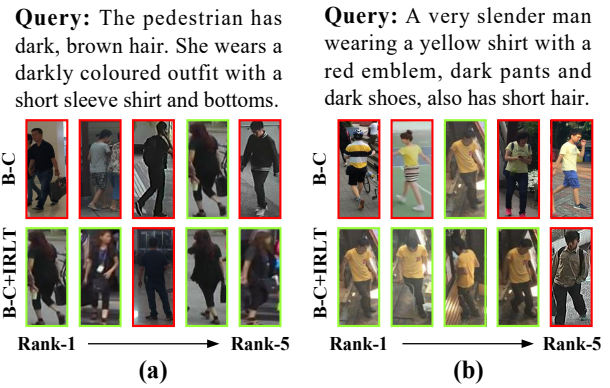 Query: The pedestrian has
dark, brown hair. She wears a
darkly coloured outfit with a
short sleeve shirt and bottoms.
B-C
B-C+IRLT
Rank-1
Rank-5
(a)
Query: A very slender man
wearing a yellow shirt with a
red emblem, dark pants and
dark shoes, also has short hair.
B-C
B-C+IRLT
Rank-1
Rank-5
(b)